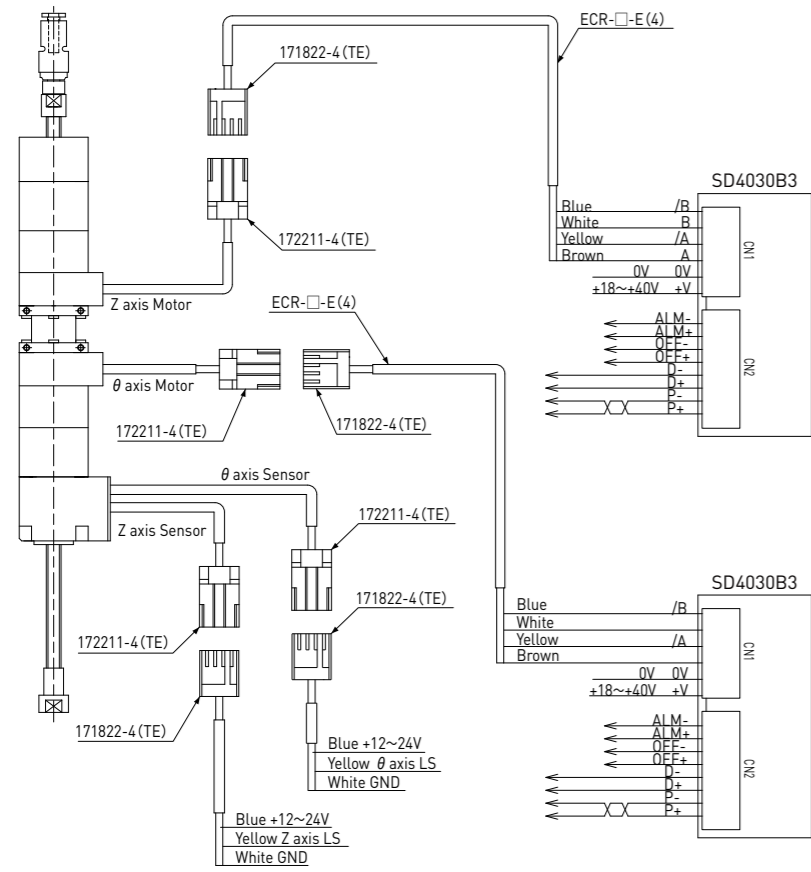 ECR-□-E(4)
171822-4(TE)
172211-4(TE)
Z axis Motor
SD4030B3
Blue /B
White B
Yellow /A
Brown A
0V 0V
+18~+40V +V
CN1
ALM-
ALM+
OFF-
OFF+
D-
D+
P-
P+
CN2
ECR-□-E(4)
θ axis Motor
172211-4(TE)
171822-4(TE)
θ axis Sensor
Z axis Sensor
172211-4(TE)
171822-4(TE)
172211-4(TE)
171822-4(TE)
Blue +12~24V
Yellow θ axis LS
White GND
Blue +12~24V
Yellow Z axis LS
White GND
SD4030B3
Blue /B
White
Yellow /A
Brown
0V 0V
+18~+40V +V
CN1
ALM-
ALM+
OFF-
OFF+
D-
D+
P-
P+
CN2